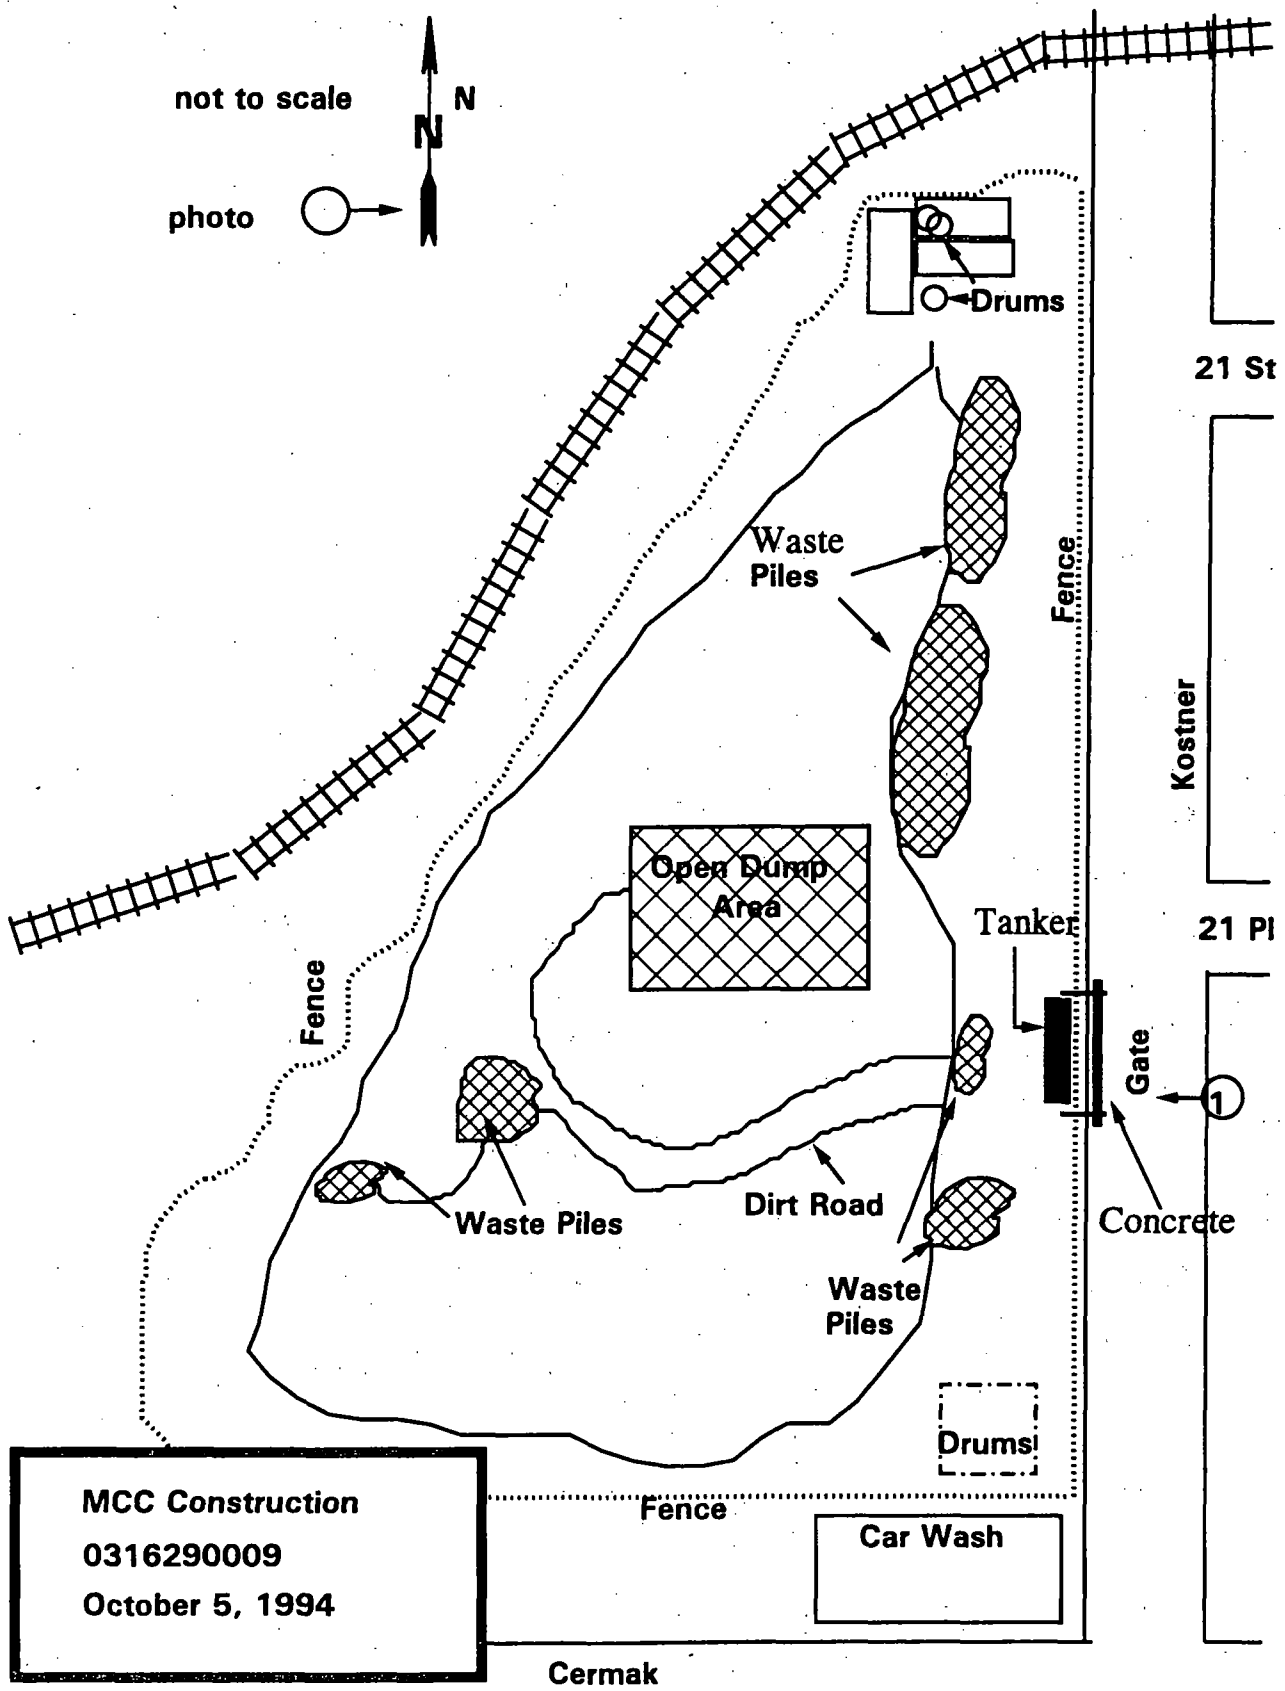 not to scale
N
N
photo
Drums
21 St
Waste
Piles
Fence
Kostner
Open Dump
Area
Tanker
21 Pl
Fence
Gate
1
Dirt Road
Waste Piles
Concrete
Waste
Piles
Drums
MCC Construction
0316290009
October 5, 1994
Fence
Car Wash
Cermak